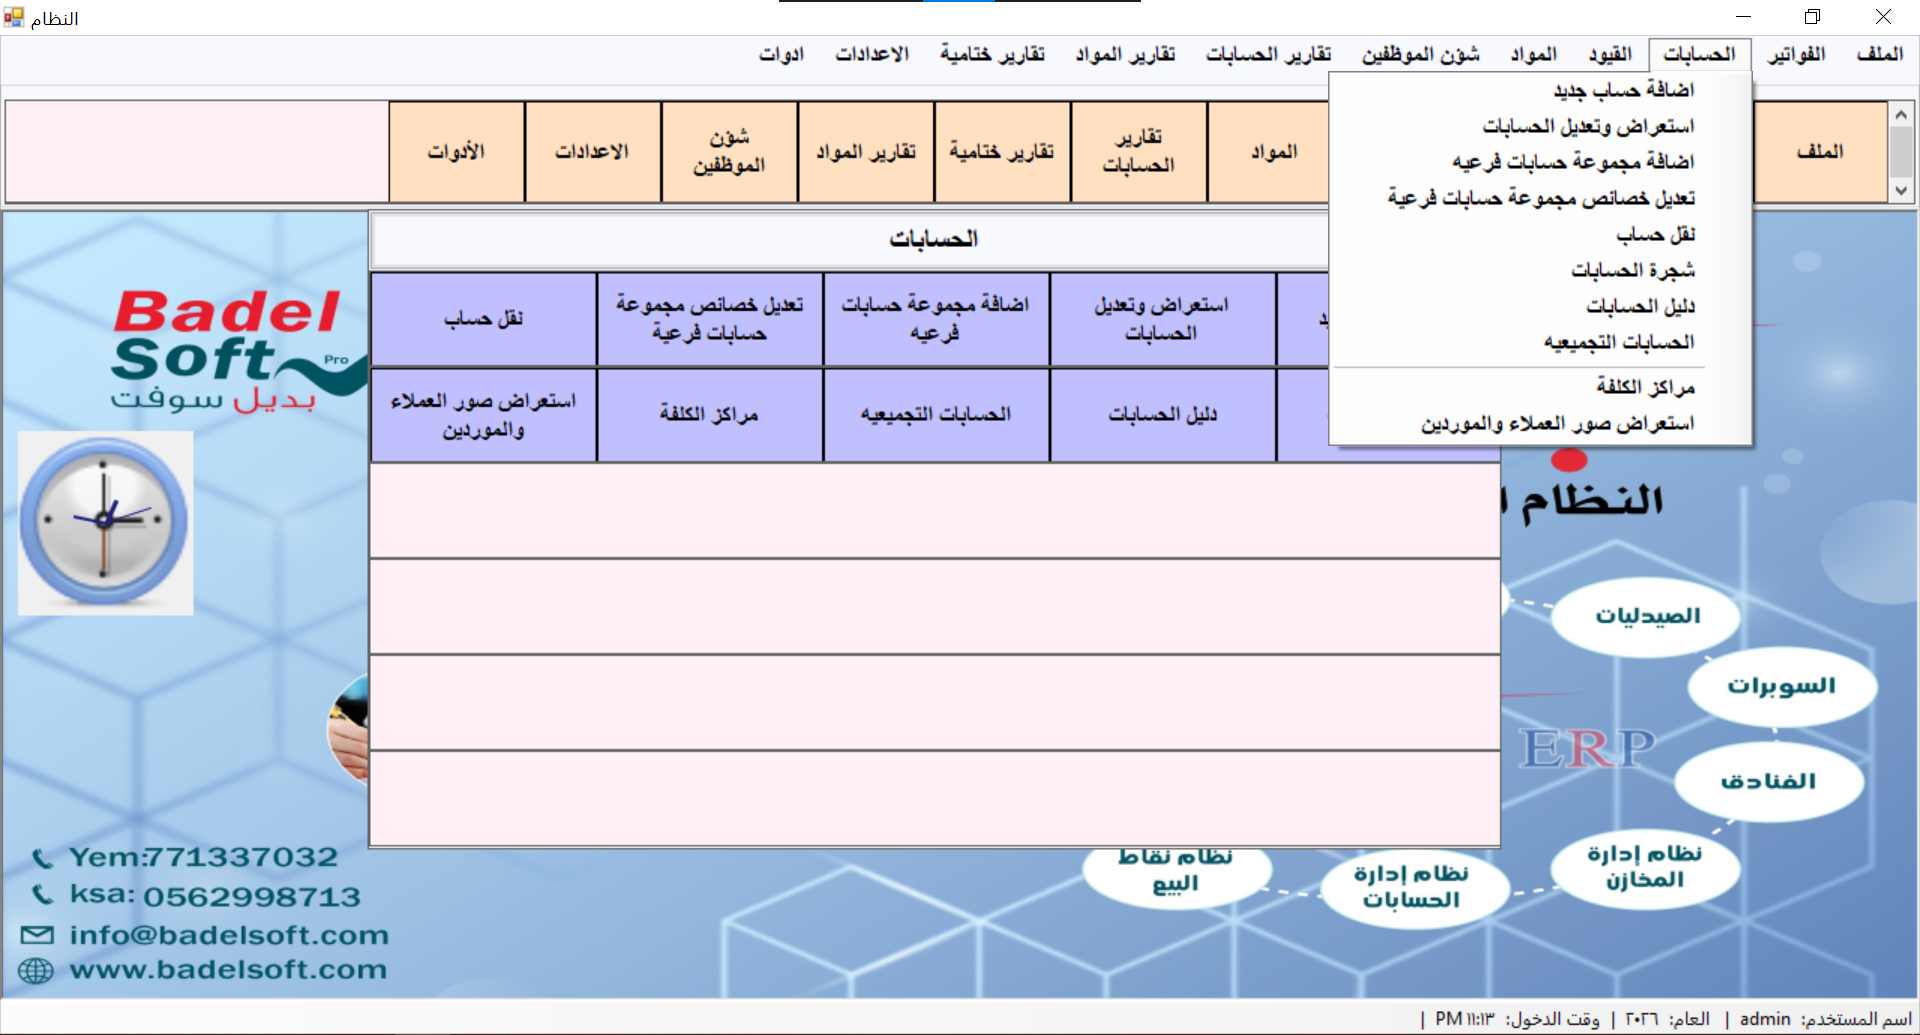 النظام
الملف
الفواتير
الحسابات
القيود
المواد
شؤن الموظفين
تقارير الحسابات
تقارير المواد
تقارير ختامية
الاعدادات
ادوات
اضافة حساب جديد
استعراض وتعديل الحسابات
اضافة مجموعة حسابات فرعيه
تعديل خصائص مجموعة حسابات فرعية
نقل حساب
شجرة الحسابات
دليل الحسابات
الحسابات التجميعيه
مراكز الكلفة
استعراض صور العملاء والموردين
الملف
المواد
تقارير
الحسابات
تقارير ختامية
تقارير المواد
شؤن
الموظفين
الاعدادات
الأدوات
الحسابات
استعراض وتعديل
الحسابات
اضافة مجموعة حسابات
فرعيه
تعديل خصائص مجموعة
حسابات فرعية
نقل حساب
دليل الحسابات
الحسابات التجميعيه
مراكز الكلفة
استعراض صور العملاء
والموردين
Badel
Soft Pro
بديل سوفت
النظام
الصيدليات
السوبرات
ERP
الفنادق
نظام إدارة
المخازن
نظام إدارة
الحسابات
نظام نقاط
البيع
Yem:771337032
ksa: 0562998713
info@badelsoft.com
www.badelsoft.com
اسم المستخدم: admin | العام: ٢٠٢٦ | وقت الدخول: ١١:١٣ PM |